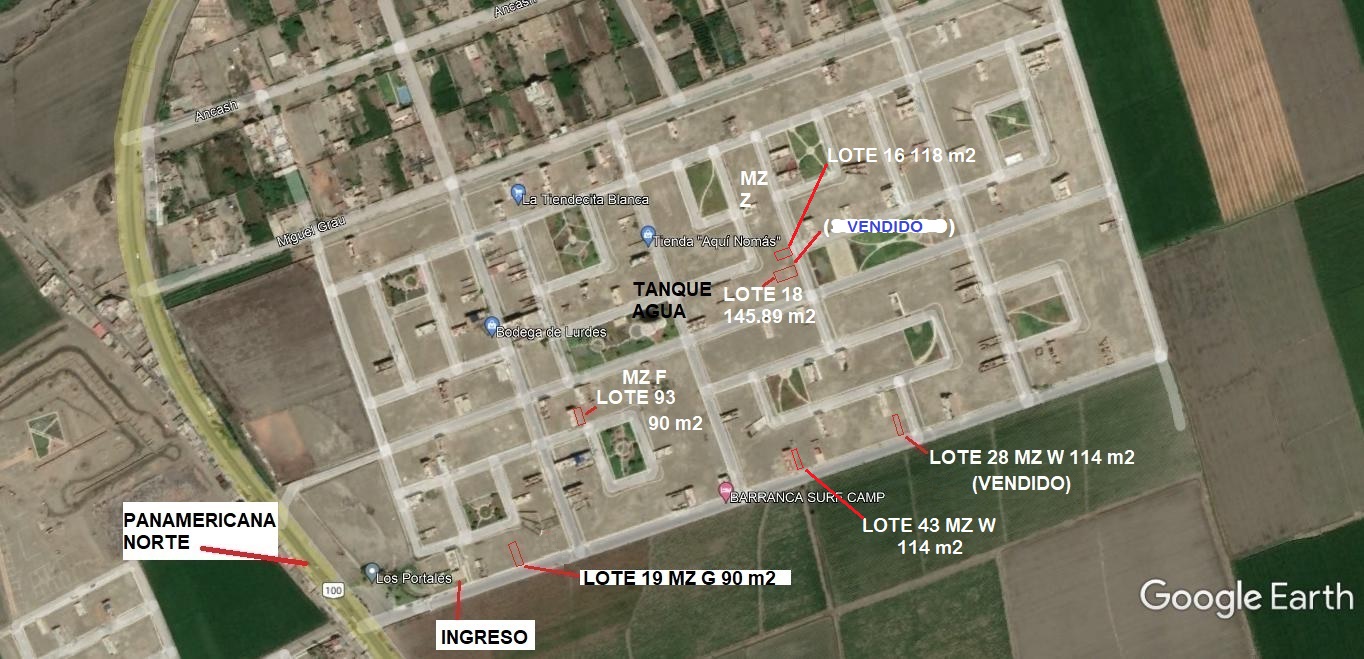 Ancash
Ancash
LOTE 16 118 m2
MZ
Z
La Tiendecita Blanca
Miguel Grau
Tienda "Aquí Nomás"
( VENDIDO )
TANQUE
AGUA
LOTE 18
145.89 m2
Bodega de Lurdes
MZ F
LOTE 93
90 m2
LOTE 28 MZ W 114 m2
(VENDIDO)
BARRANCA SURF CAMP
PANAMERICANA
NORTE
LOTE 43 MZ W
114 m2
Los Portales
LOTE 19 MZ G 90 m2
100
INGRESO
Google Earth